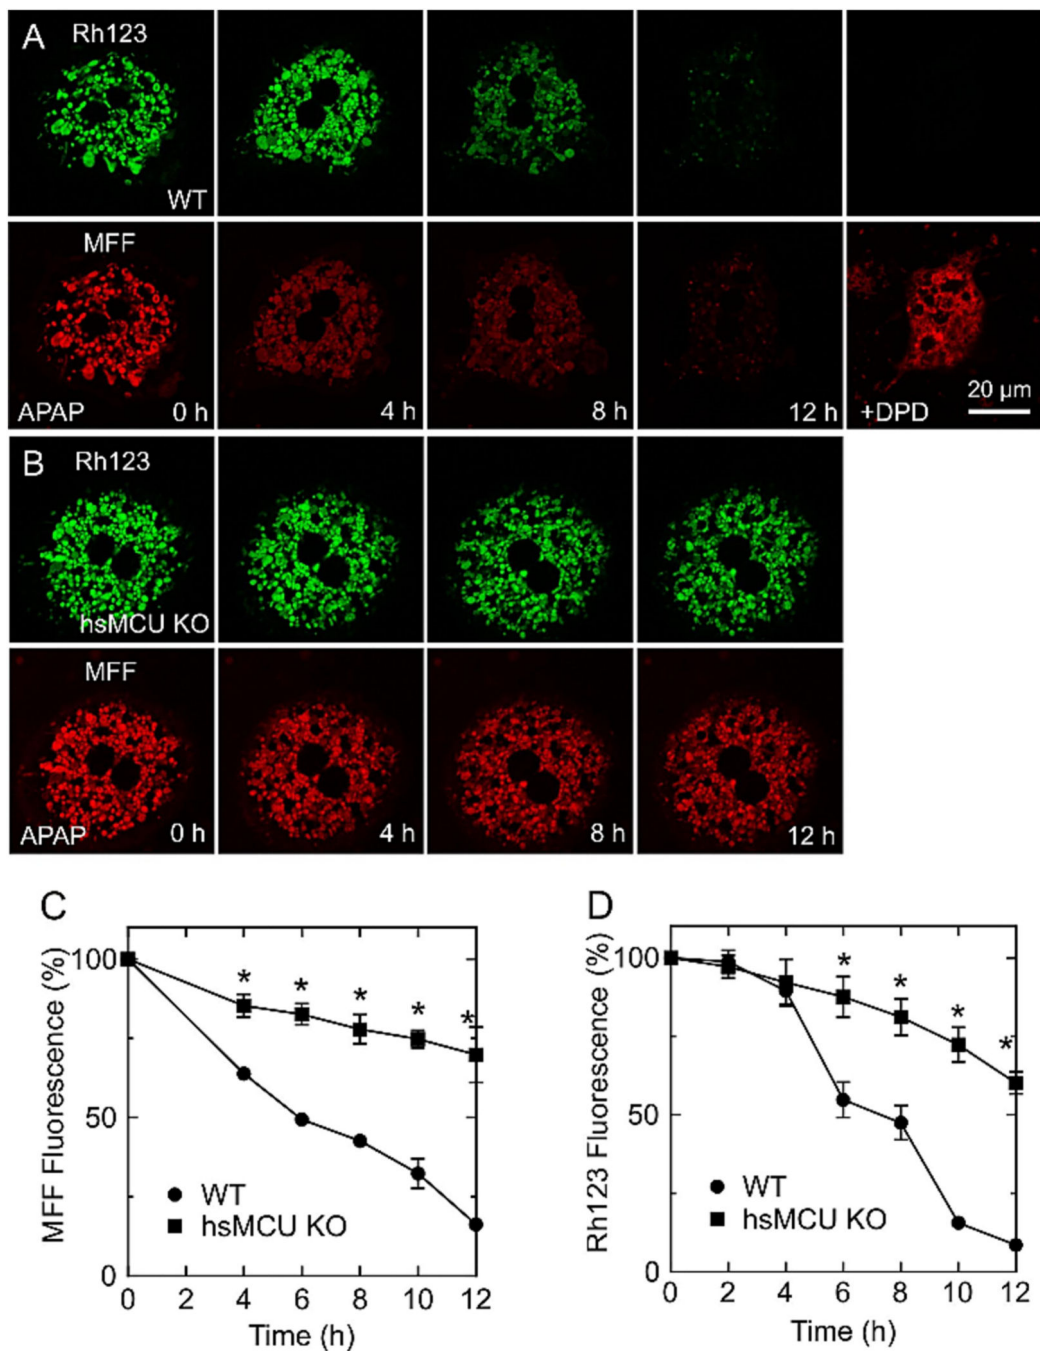 A
Rh123
WT
MFF
APAP
0 h
4 h
8 h
12 h
+DPD
20 µm
B
Rh123
hsMCU KO
MFF
APAP
0 h
4 h
8 h
12 h
C
MFF Fluorescence (%)
100
50
0
*
*
*
*
*
WT
hsMCU KO
0
2
4
6
8
10
12
Time (h)
D
Rh123 Fluorescence (%)
100
50
0
*
*
*
*
WT
hsMCU KO
0
2
4
6
8
10
12
Time (h)